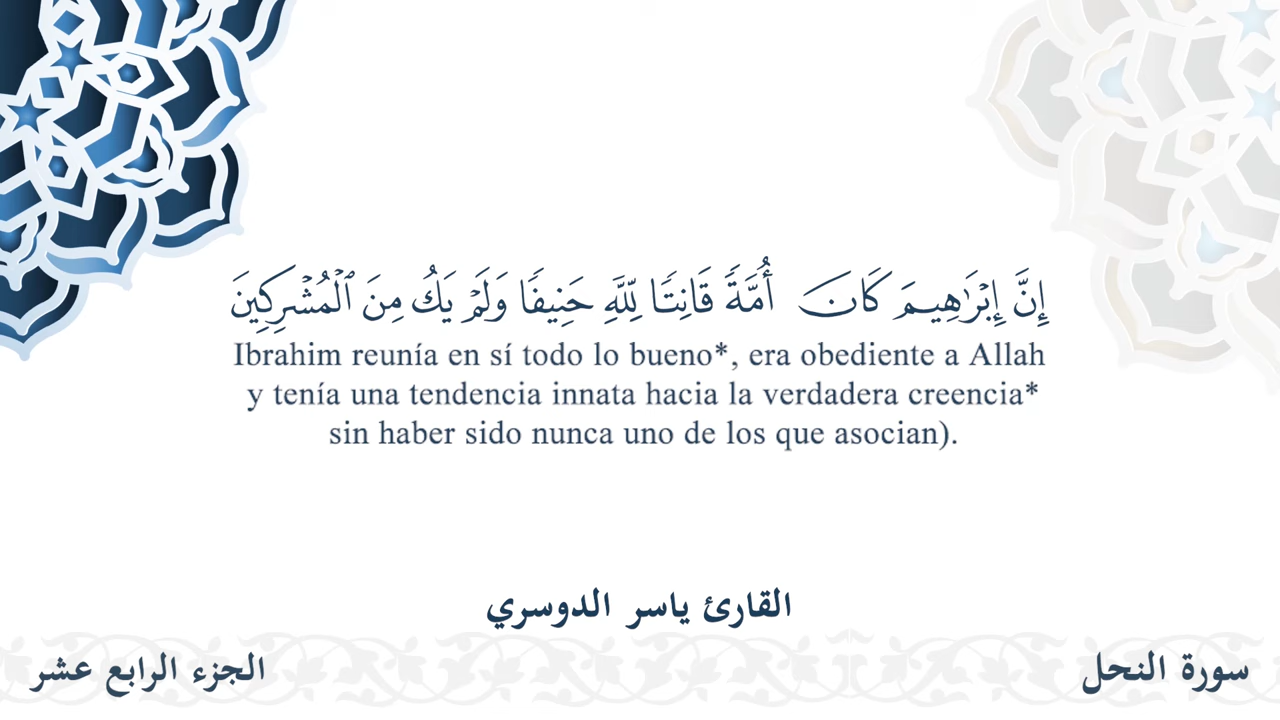 إِنَّ إِبْرَٰهِيمَ كَانَ أُمَّةٗ قَانِتٗا لِّلَّهِ حَنِيفٗا وَلَمۡ يَكُ مِنَ ٱلۡمُشۡرِكِينَ
Ibrahim reunía en sí todo lo bueno*, era obediente a Allah
y tenía una tendencia innata hacia la verdadera creencia*
sin haber sido nunca uno de los que asocian).
القارئ ياسر الدوسري
سورة النحل
الجزء الرابع عشر